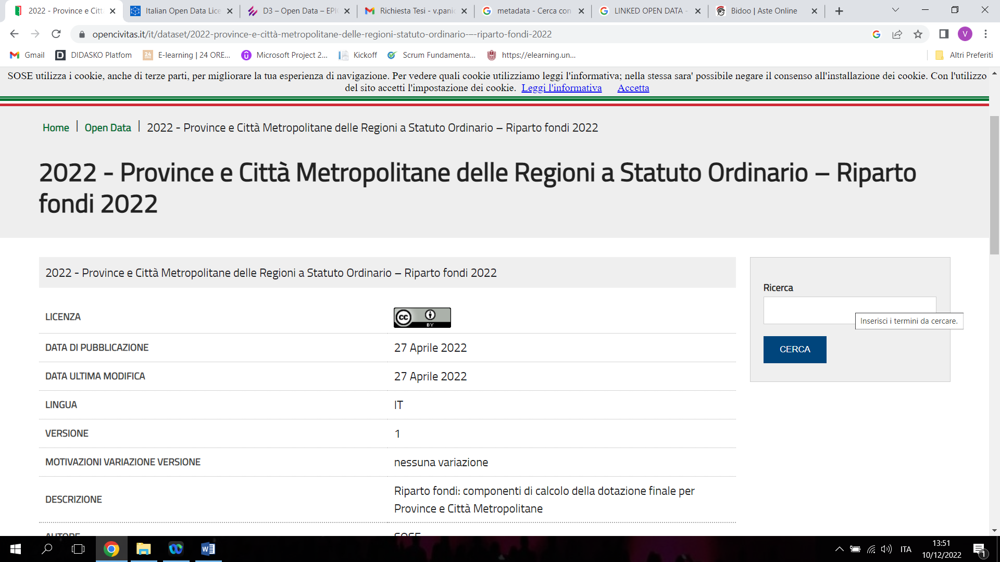 2022 - Province e Citt
Italian Open Data Lice
D3 – Open Data – EPI
Richiesta Tesi - v.panic
metadata - Cerca con
LINKED OPEN DATA -
Bidoo | Aste Online
opencivitas.it/it/dataset/2022-province-e-città-metropolitane-delle-regioni-statuto-ordinario-–-riparto-fondi-2022
V
Gmail
D
DIDASKO Platfom
24
E-learning | 24 ORE...
Microsoft Project 2...
Kickoff
Scrum Fundamenta...
https://elearning.un...
Altri Preferiti
SOSE utilizza i cookie, anche di terze parti, per migliorare la tua esperienza di navigazione. Per vedere quali cookie utilizziamo leggi l'informativa; nella stessa sara' possibile negare il consenso all'installazione dei cookie. Con l'utilizzo
del sito accetti l'impostazione dei cookie. Leggi l'informativa Accetta
Home | Open Data | 2022 - Province e Città Metropolitane delle Regioni a Statuto Ordinario – Riparto fondi 2022
2022 - Province e Città Metropolitane delle Regioni a Statuto Ordinario – Riparto
fondi 2022
2022 - Province e Città Metropolitane delle Regioni a Statuto Ordinario – Riparto fondi 2022
LICENZA
cc
BY
DATA DI PUBBLICAZIONE
27 Aprile 2022
DATA ULTIMA MODIFICA
27 Aprile 2022
LINGUA
IT
VERSIONE
1
MOTIVAZIONI VARIAZIONE VERSIONE
nessuna variazione
DESCRIZIONE
Riparto fondi: componenti di calcolo della dotazione finale per
Province e Città Metropolitane
AUTORE
SOSE
Ricerca
Inserisci i termini da cercare.
CERCA
ITA
13:51
10/12/2022
1